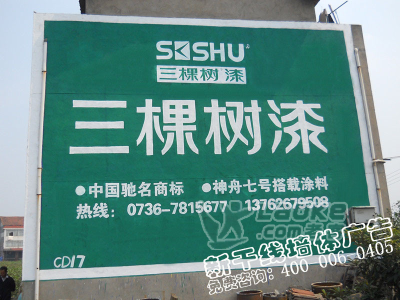 SKSHU
三棵树漆
三棵树漆
●中国驰名商标 ●神舟七号搭载涂料
热线：0736-7815677 13762679508
CD17
新干线墙体广告
免费咨询：400 006 0405